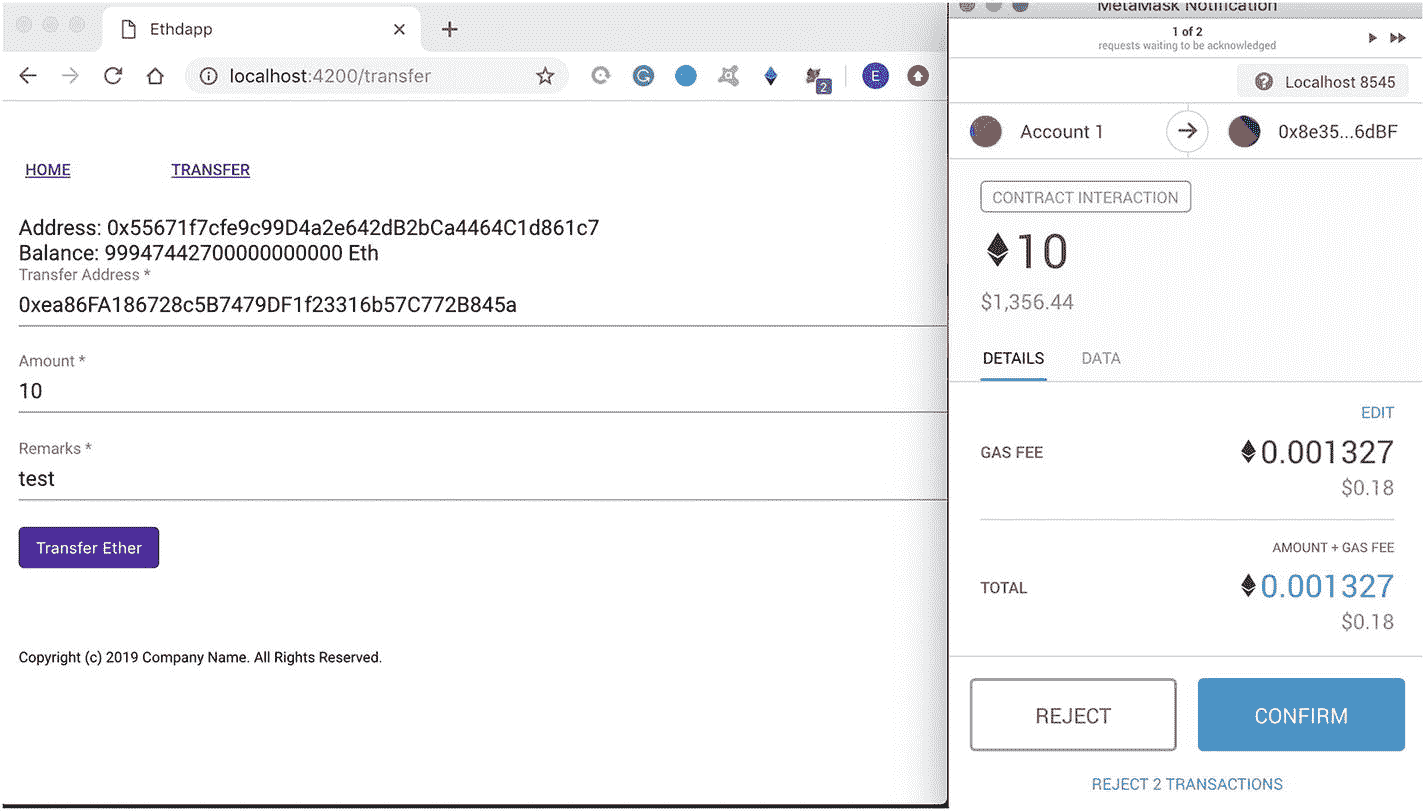 Ethdapp
localhost:4200/transfer
2
E
HOME
TRANSFER
Address: 0x55671f7cfe9c99D4a2e642dB2bCa4464C1d861c7
Balance: 99947442700000000000 Eth
Transfer Address *
0xea86FA186728c5B7479DF1f23316b57C772B845a
Amount *
10
Remarks *
test
Transfer Ether
Copyright (c) 2019 Company Name. All Rights Reserved.
MetaMask Notification
1 of 2
requests waiting to be acknowledged
Localhost 8545
Account 1
0x8e35...6dBF
CONTRACT INTERACTION
10
$1,356.44
DETAILS
DATA
EDIT
GAS FEE
0.001327
$0.18
AMOUNT + GAS FEE
TOTAL
0.001327
$0.18
REJECT
CONFIRM
REJECT 2 TRANSACTIONS